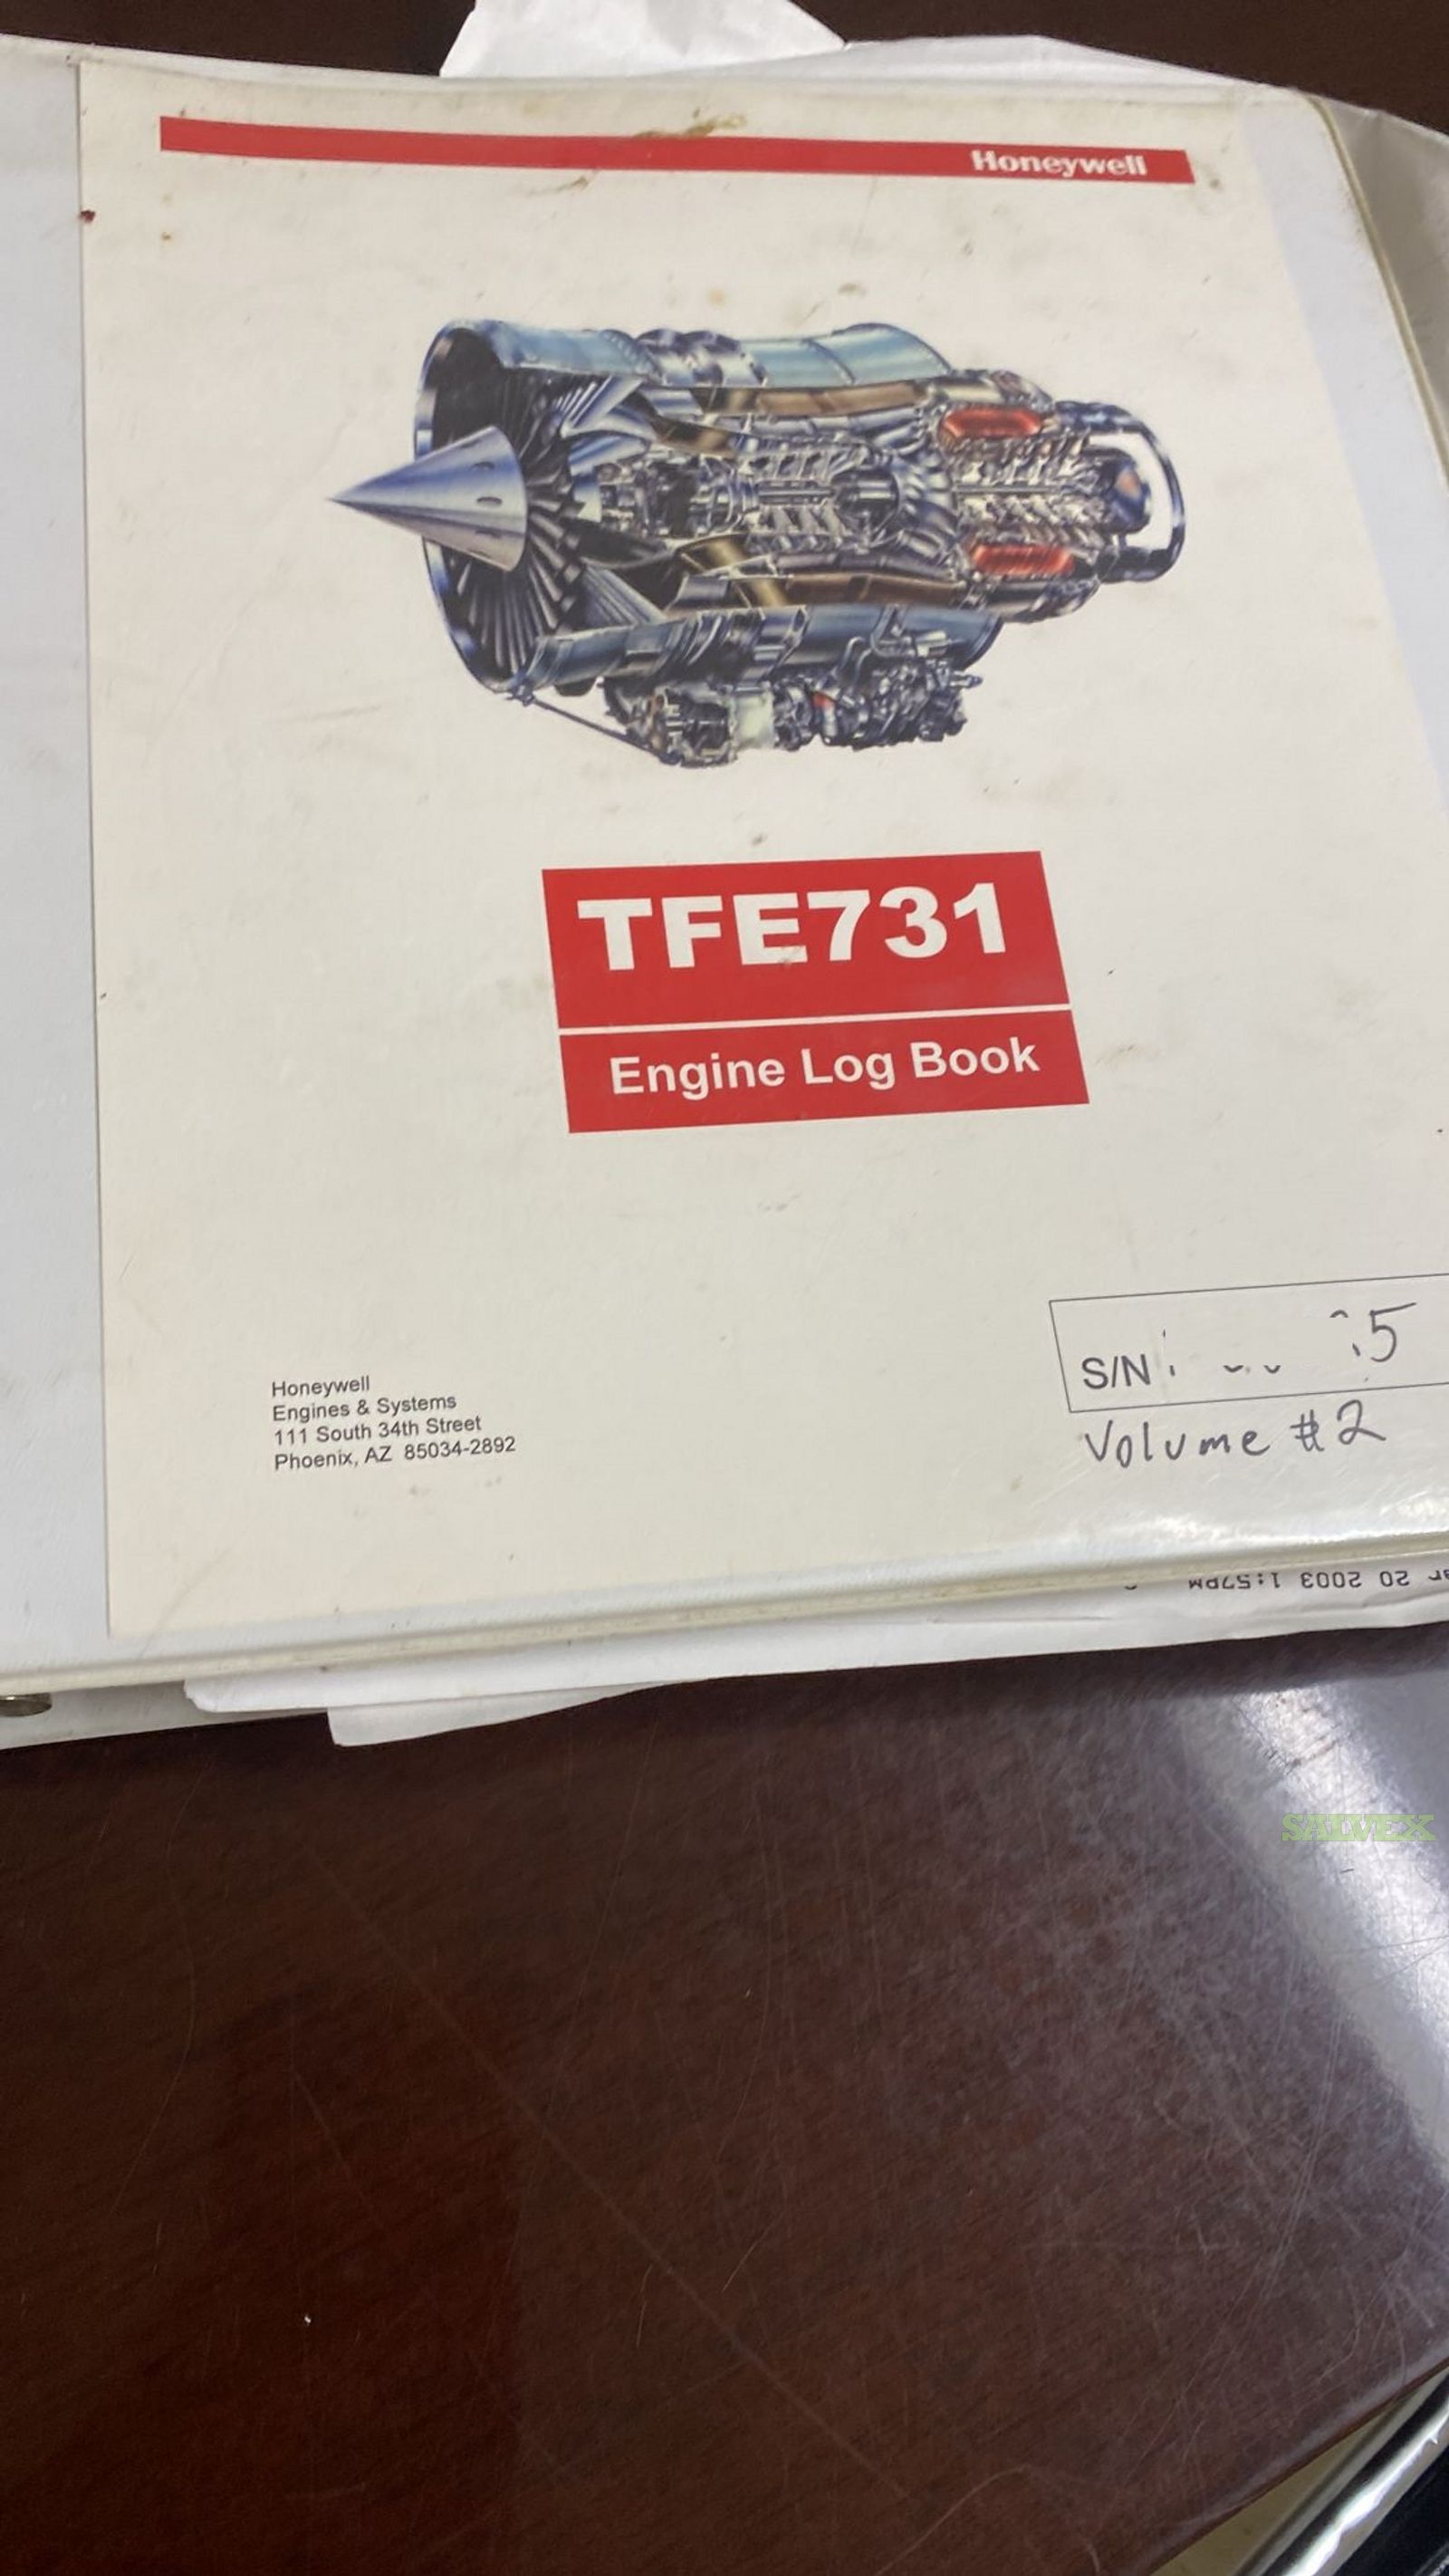 Honeywell
TFE731
Engine Log Book
S/N
Volume #2
Honeywell
Engines & Systems
111 South 34th Street
Phoenix, AZ 85034-2892
20 2003 1:57PM
SALVEX